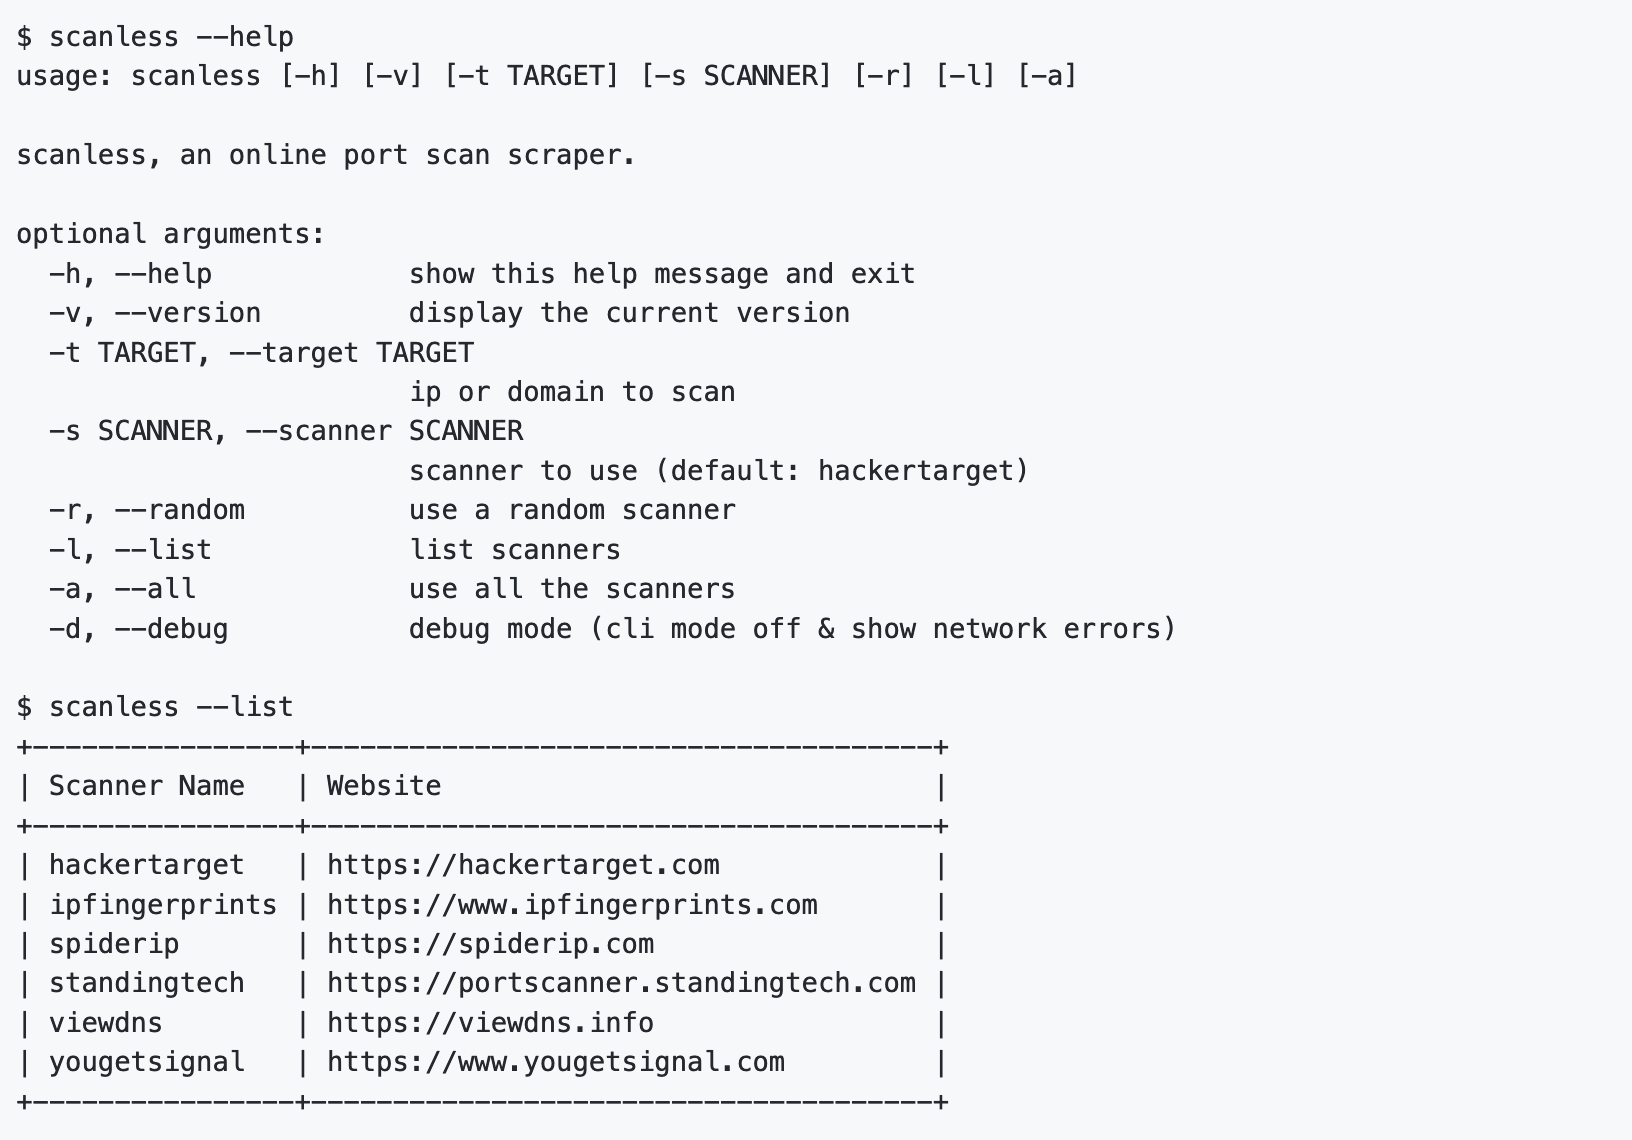 $ scanless --help
usage: scanless [-h] [-v] [-t TARGET] [-s SCANNER] [-r] [-l] [-a]

scanless, an online port scan scraper.

optional arguments:
  -h, --help            show this help message and exit
  -v, --version         display the current version
  -t TARGET, --target TARGET
                        ip or domain to scan
  -s SCANNER, --scanner SCANNER
                        scanner to use (default: hackertarget)
  -r, --random          use a random scanner
  -l, --list            list scanners
  -a, --all             use all the scanners
  -d, --debug           debug mode (cli mode off & show network errors)

$ scanless --list
+----------------+--------------------------------------+
| Scanner Name   | Website                              |
+----------------+--------------------------------------+
| hackertarget   | https://hackertarget.com             |
| ipfingerprints | https://www.ipfingerprints.com       |
| spiderip       | https://spiderip.com                 |
| standingtech   | https://portscanner.standingtech.com |
| viewdns        | https://viewdns.info                 |
| yougetsignal   | https://www.yougetsignal.com         |
+----------------+--------------------------------------+